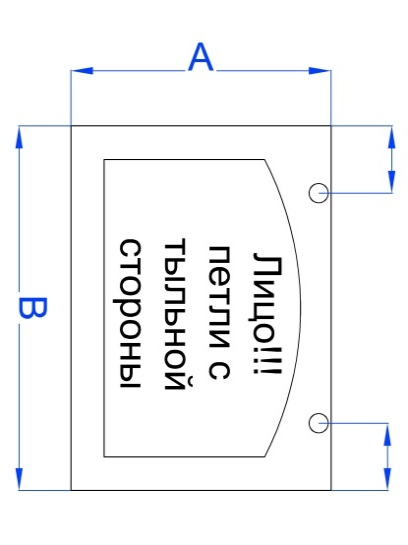 A
B
Лицо!!!
петли с
тыльной
стороны